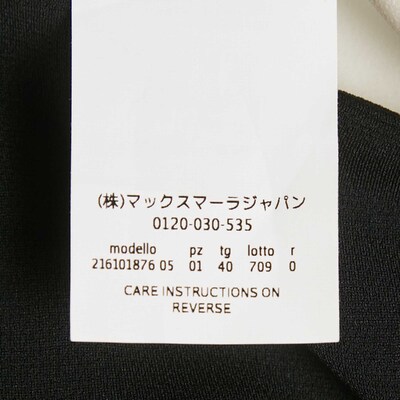 (株)マックスマーラジャパン
0120-030-535
modello pz tg lotto r
216101876 05 01 40 709 0
CARE INSTRUCTIONS ON
REVERSE